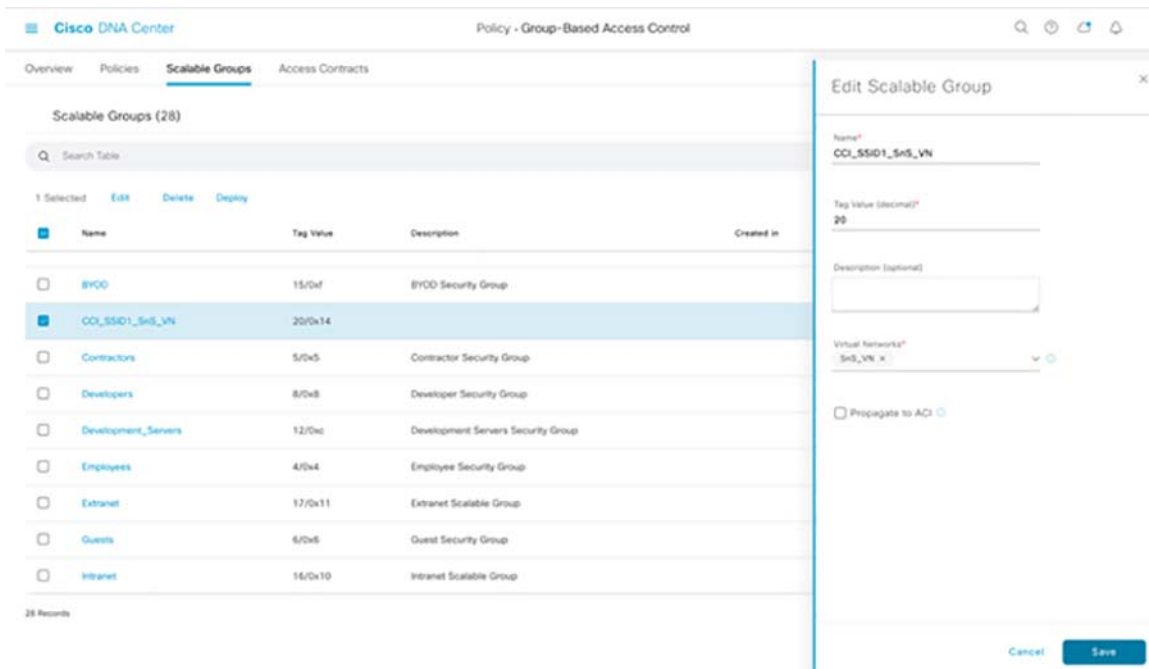 Cisco DNA Center
Policy - Group-Based Access Control
Overview Policies Scalable Groups Access Contracts
Scalable Groups (28)
Search Table
1 Selected Edit Delete Deploy
Name Tag Value Description Created in
BYOD 15/0xf BYOD Security Group
CCI_SSID1_SnS_VN 20/0x14
Contractors 5/0x5 Contractor Security Group
Developers 8/0x8 Developer Security Group
Development_Servers 12/0xc Development Servers Security Group
Employees 4/0x4 Employee Security Group
Extranet 17/0x11 Extranet Scalable Group
Guests 6/0x6 Guest Security Group
Intranet 16/0x10 Intranet Scalable Group
28 Records
Edit Scalable Group
Name*
CCI_SSID1_SnS_VN
Tag Value (decimal)*
20
Description (optional)
Virtual Networks*
SnS_VN ×
Propagate to ACI
Cancel Save